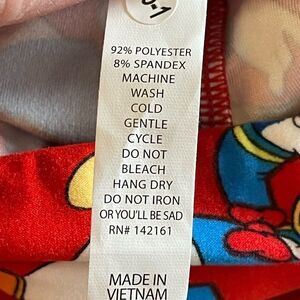 92% POLYESTER
8% SPANDEX
MACHINE
WASH
COLD
GENTLE
CYCLE
DO NOT
BLEACH
HANG DRY
DO NOT IRON
OR YOU'LL BE SAD
RN# 142161
MADE IN
VIETNAM